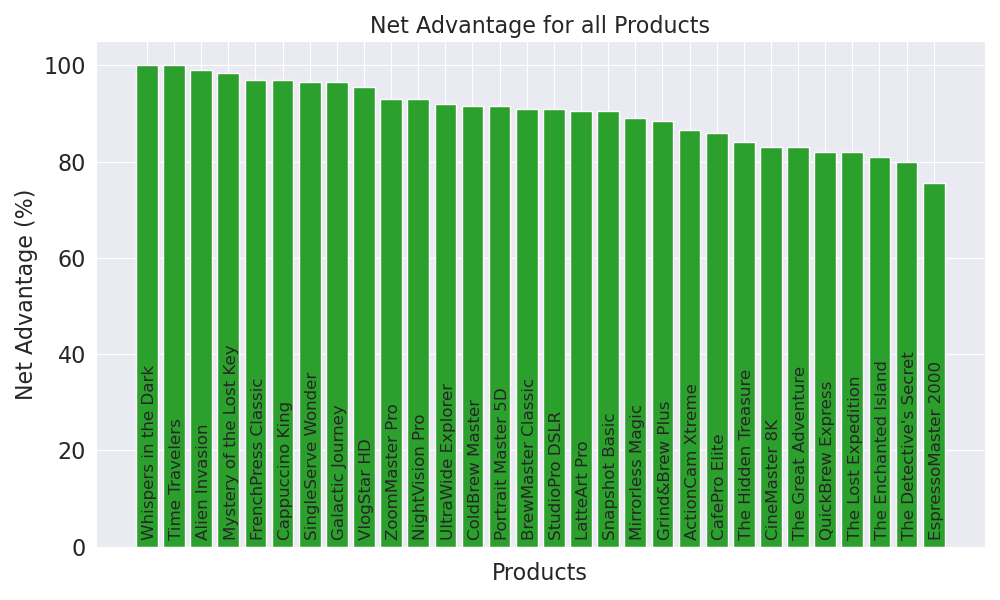 Net Advantage for all Products
Net Advantage (%)
100
80
60
40
20
0
Whispers in the Dark
Time Travelers
Alien Invasion
Mystery of the Lost Key
FrenchPress Classic
Cappuccino King
SingleServe Wonder
Galactic Journey
VlogStar HD
ZoomMaster Pro
NightVision Pro
UltraWide Explorer
ColdBrew Master
Portrait Master 5D
BrewMaster Classic
StudioPro DSLR
LatteArt Pro
Snapshot Basic
Mirrorless Magic
Grind&Brew Plus
ActionCam Xtreme
CafePro Elite
The Hidden Treasure
CineMaster 8K
The Great Adventure
QuickBrew Express
The Lost Expedition
The Enchanted Island
The Detective's Secret
EspressoMaster 2000
Products